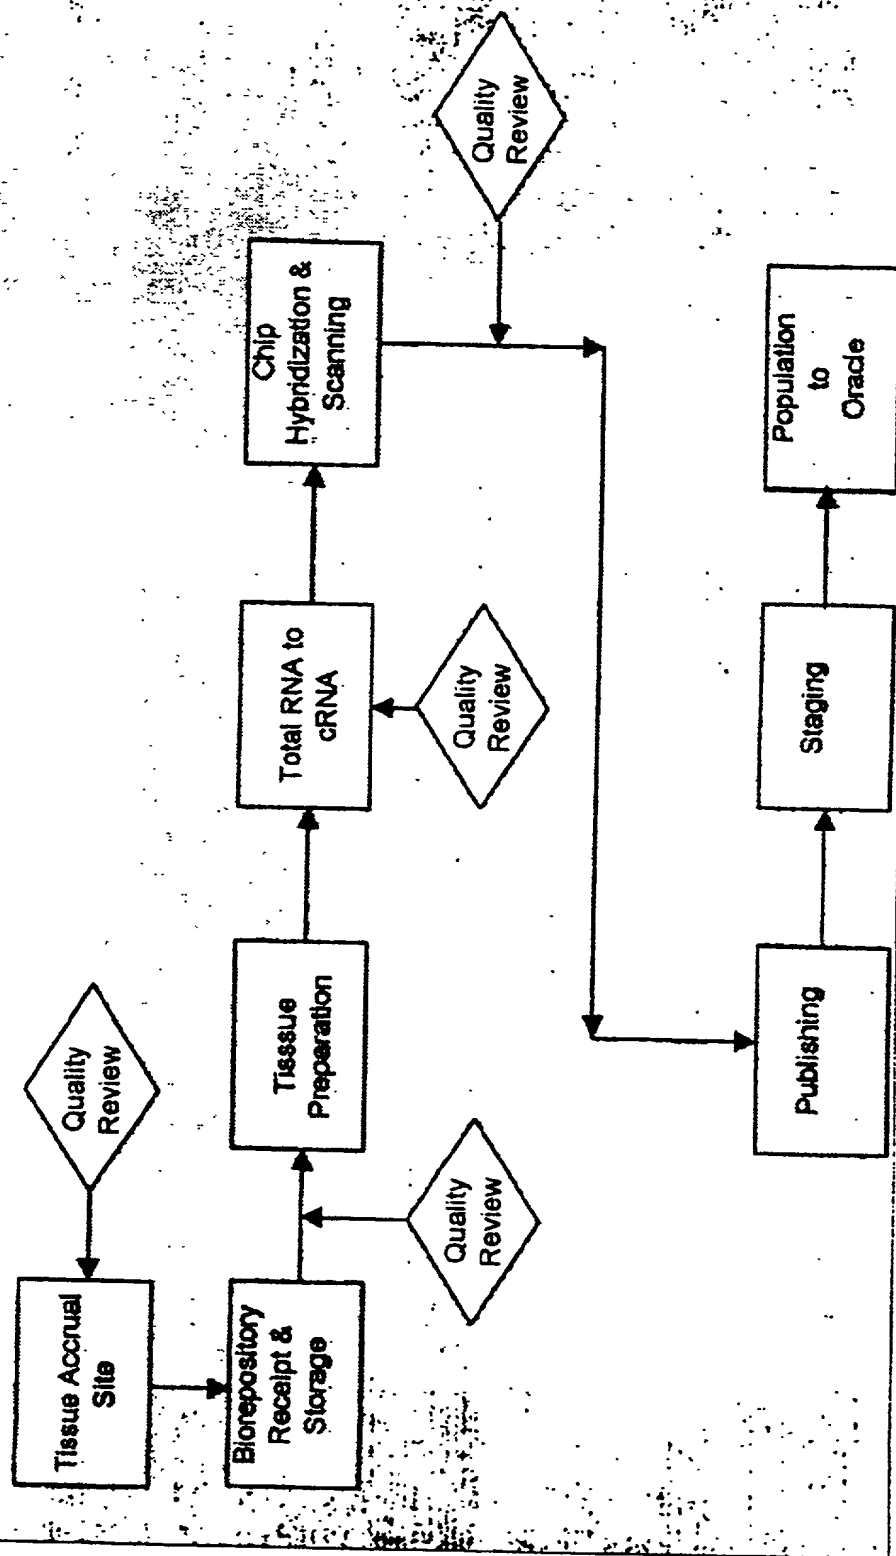 Tissue Accrual
Site
Quality
Review
Biorepository
Receipt &
Storage
Quality
Review
Tisssue
Preparation
Total RNA to
cRNA
Quality
Review
Chip
Hybridization &
Scanning
Quality
Review
Publishing
Staging
Population
to
Oracle